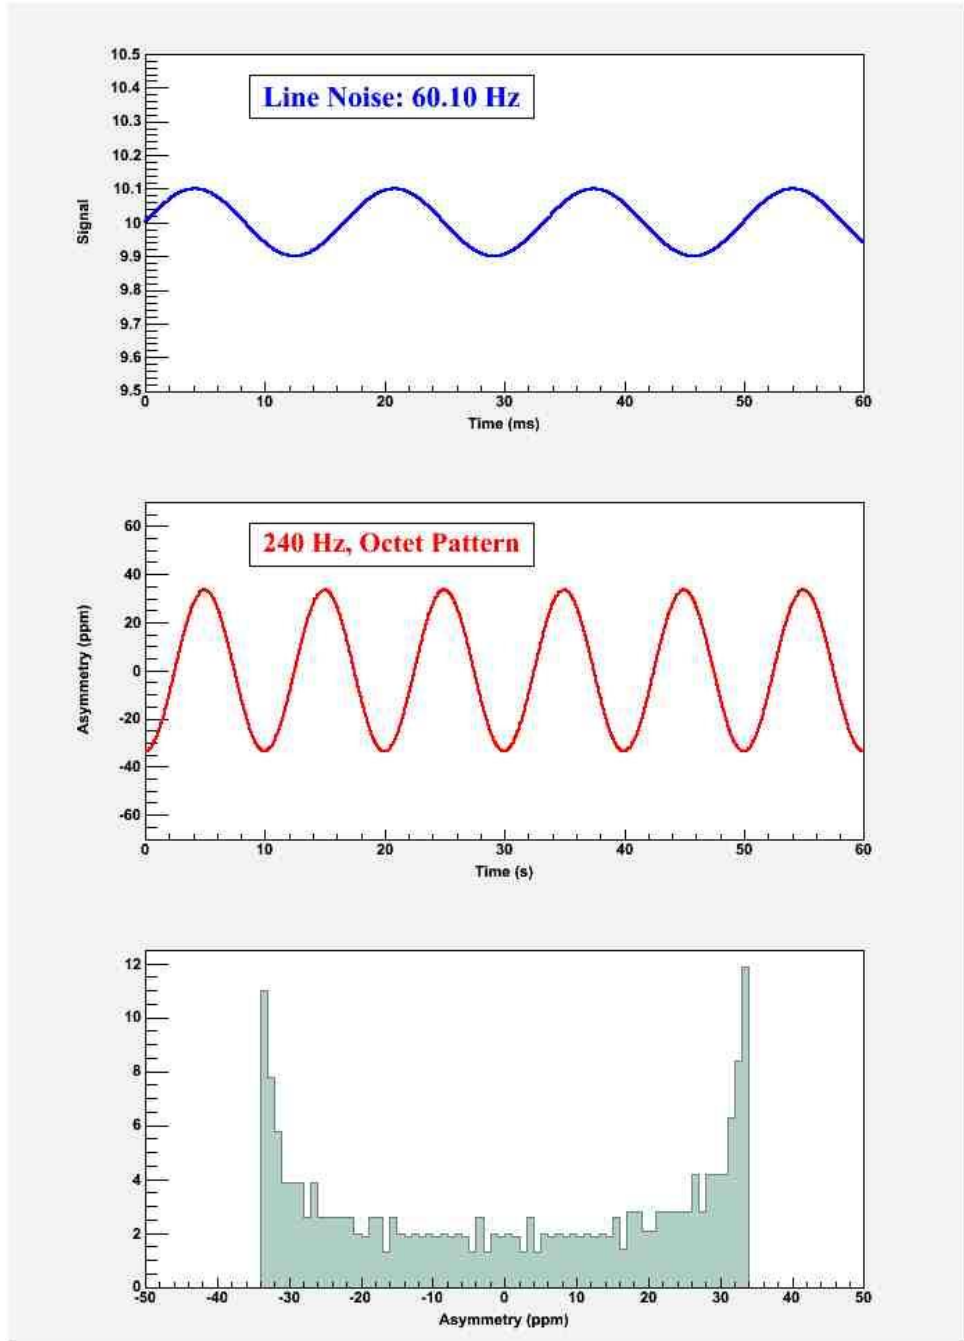 10.5
10.4
10.3
10.2
10.1
10
9.9
9.8
9.7
9.6
9.5
Signal
Line Noise: 60.10 Hz
0 10 20 30 40 50 60
Time (ms)
60
40
20
0
-20
-40
-60
Asymmetry (ppm)
240 Hz, Octet Pattern
0 10 20 30 40 50 60
Time (s)
12
10
8
6
4
2
0
-50 -40 -30 -20 -10 0 10 20 30 40 50
Asymmetry (ppm)